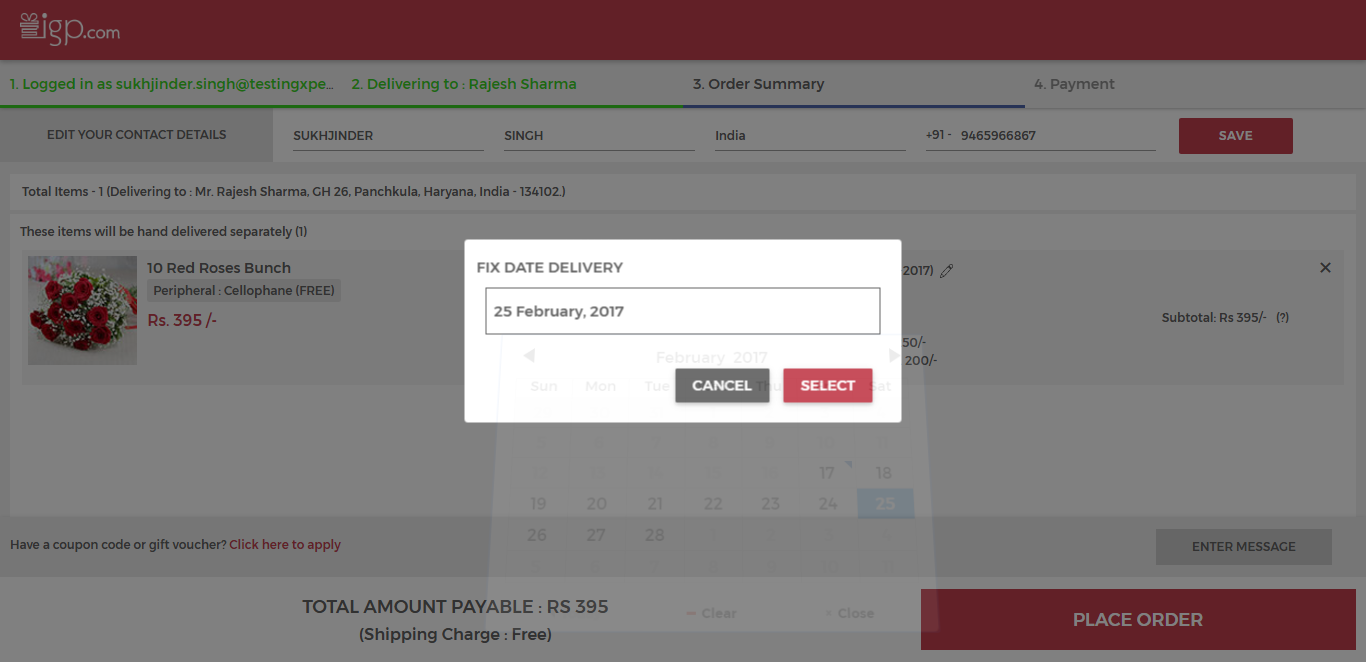 igp.com
1. Logged in as sukhjinder.singh@testingxpe...
2. Delivering to : Rajesh Sharma
3. Order Summary
4. Payment
EDIT YOUR CONTACT DETAILS
SUKHJINDER
SINGH
India
+91 - 9465966867
SAVE
Total Items - 1 (Delivering to : Mr. Rajesh Sharma, GH 26, Panchkula, Haryana, India - 134102.)
These items will be hand delivered separately (1)
10 Red Roses Bunch
Peripheral : Cellophane (FREE)
Rs. 395 /-
2017)
Subtotal: Rs 395/- (?)
50/-
200/-
FIX DATE DELIVERY
25 February, 2017
February 2017
Sun Mon Tue Thu Sat
CANCEL
SELECT
17 18
19 20 21 22 23 24 25
26 27 28
Clear
Close
Have a coupon code or gift voucher? Click here to apply
ENTER MESSAGE
TOTAL AMOUNT PAYABLE : RS 395
(Shipping Charge : Free)
PLACE ORDER